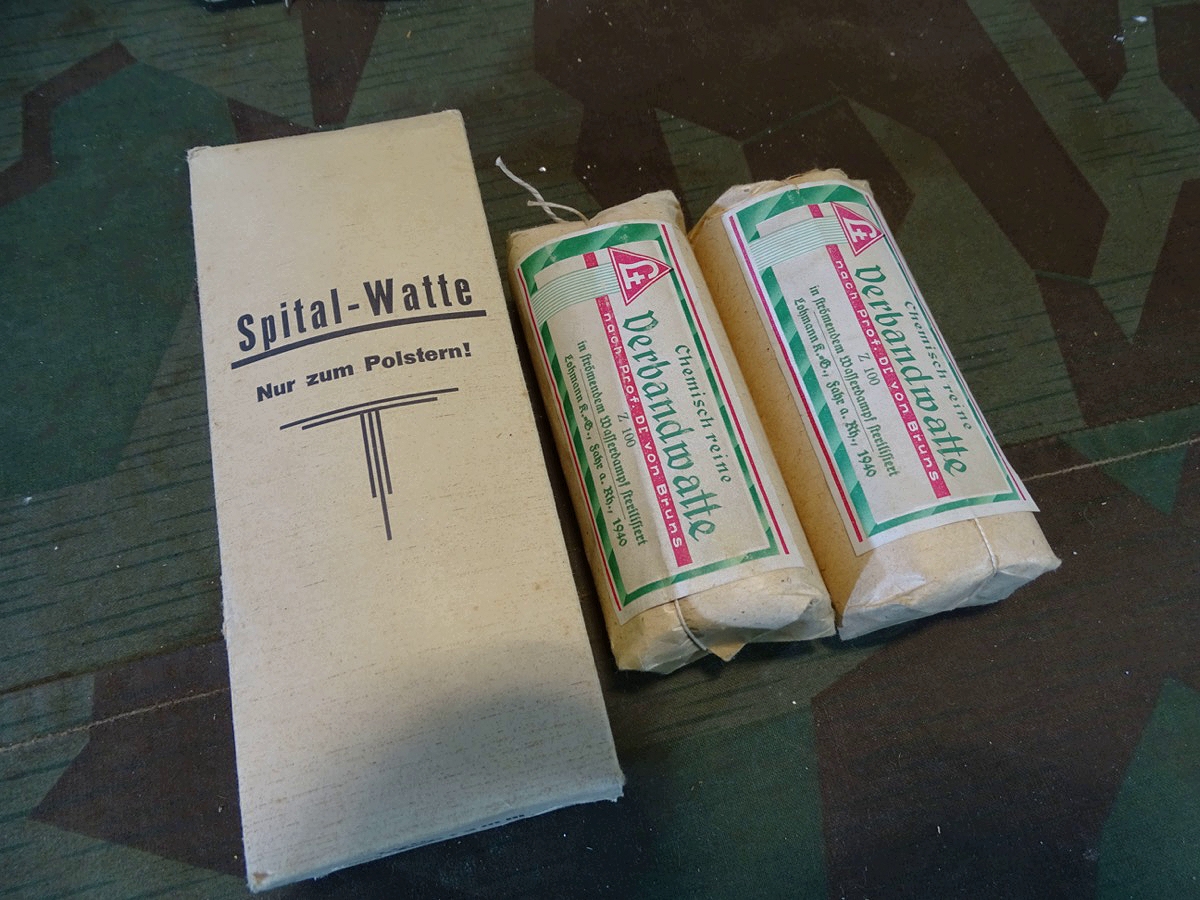 Spital-Watte
Nur zum Polstern!
Chemisch reine
Verbandwatte
nach Prof. Dr. von Bruns
Z 100
in strömendem Wasserdampf sterilisiert
Lohmann K.-G., Fahr a. Rh., 1940
Chemisch reine
Verbandwatte
nach Prof. Dr. von Bruns
Z 100
in strömendem Wasserdampf sterilisiert
Lohmann K.-G., Fahr a. Rh., 1940